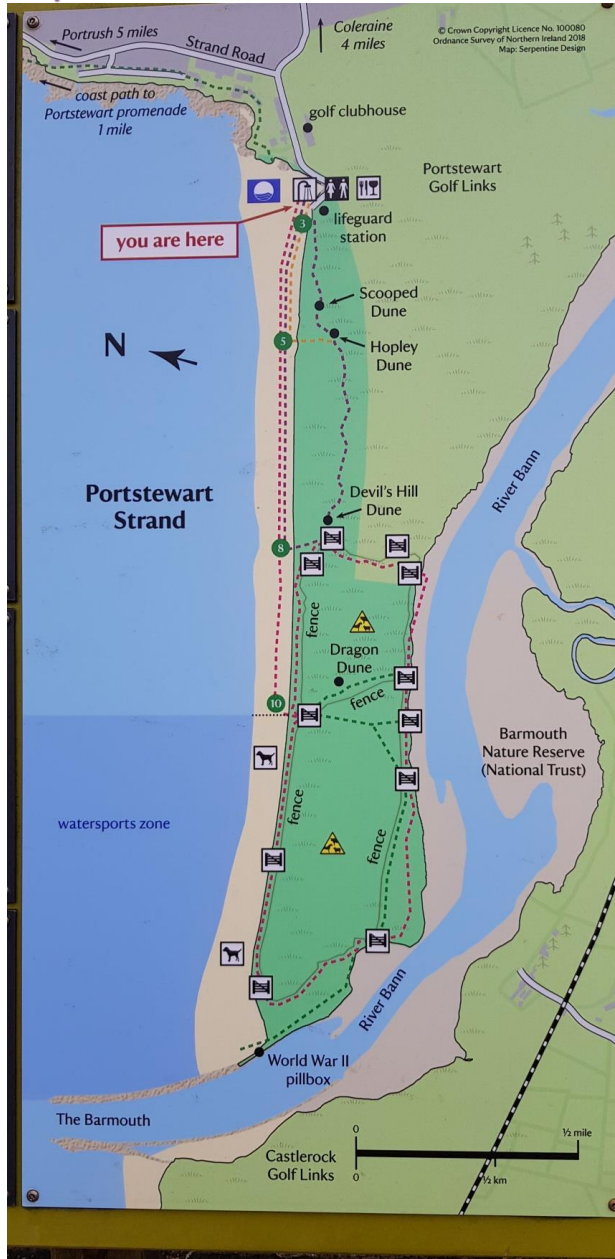 Portrush 5 miles
Strand Road
Coleraine
4 miles
© Crown Copyright Licence No. 100080
Ordnance Survey of Northern Ireland 2018
Map: Serpentine Design
coast path to
Portstewart promenade
1 mile
golf clubhouse
Portstewart
Golf Links
you are here
3
lifeguard
station
Scooped
Dune
N
5
Hopley
Dune
River Bann
Portstewart
Strand
Devil's Hill
Dune
8
fence
Dragon
Dune
fence
10
Barmouth
Nature Reserve
(National Trust)
watersports zone
fence
fence
River Bann
World War II
pillbox
The Barmouth
Castlerock
Golf Links
0
½ mile
0
½ km